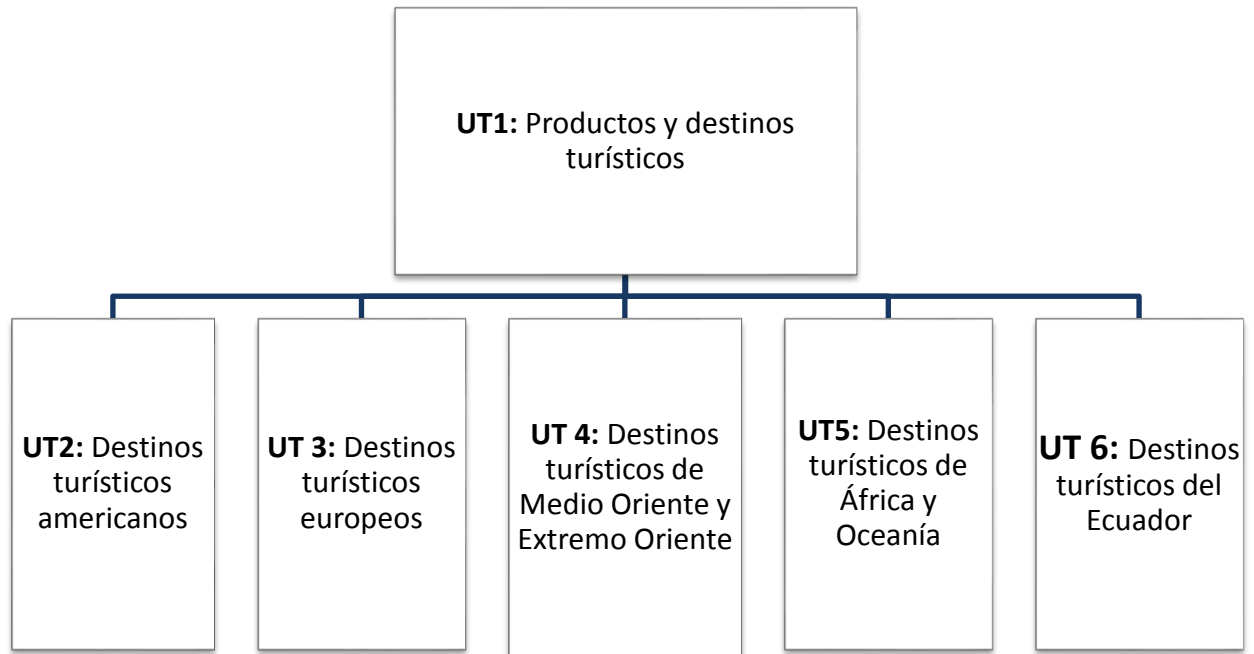 UT1: Productos y destinos
turísticos
UT2: Destinos
turísticos
americanos
UT 3: Destinos
turísticos
europeos
UT 4: Destinos
turísticos de
Medio Oriente y
Extremo Oriente
UT5: Destinos
turísticos de
África y
Oceanía
UT 6: Destinos
turísticos del
Ecuador